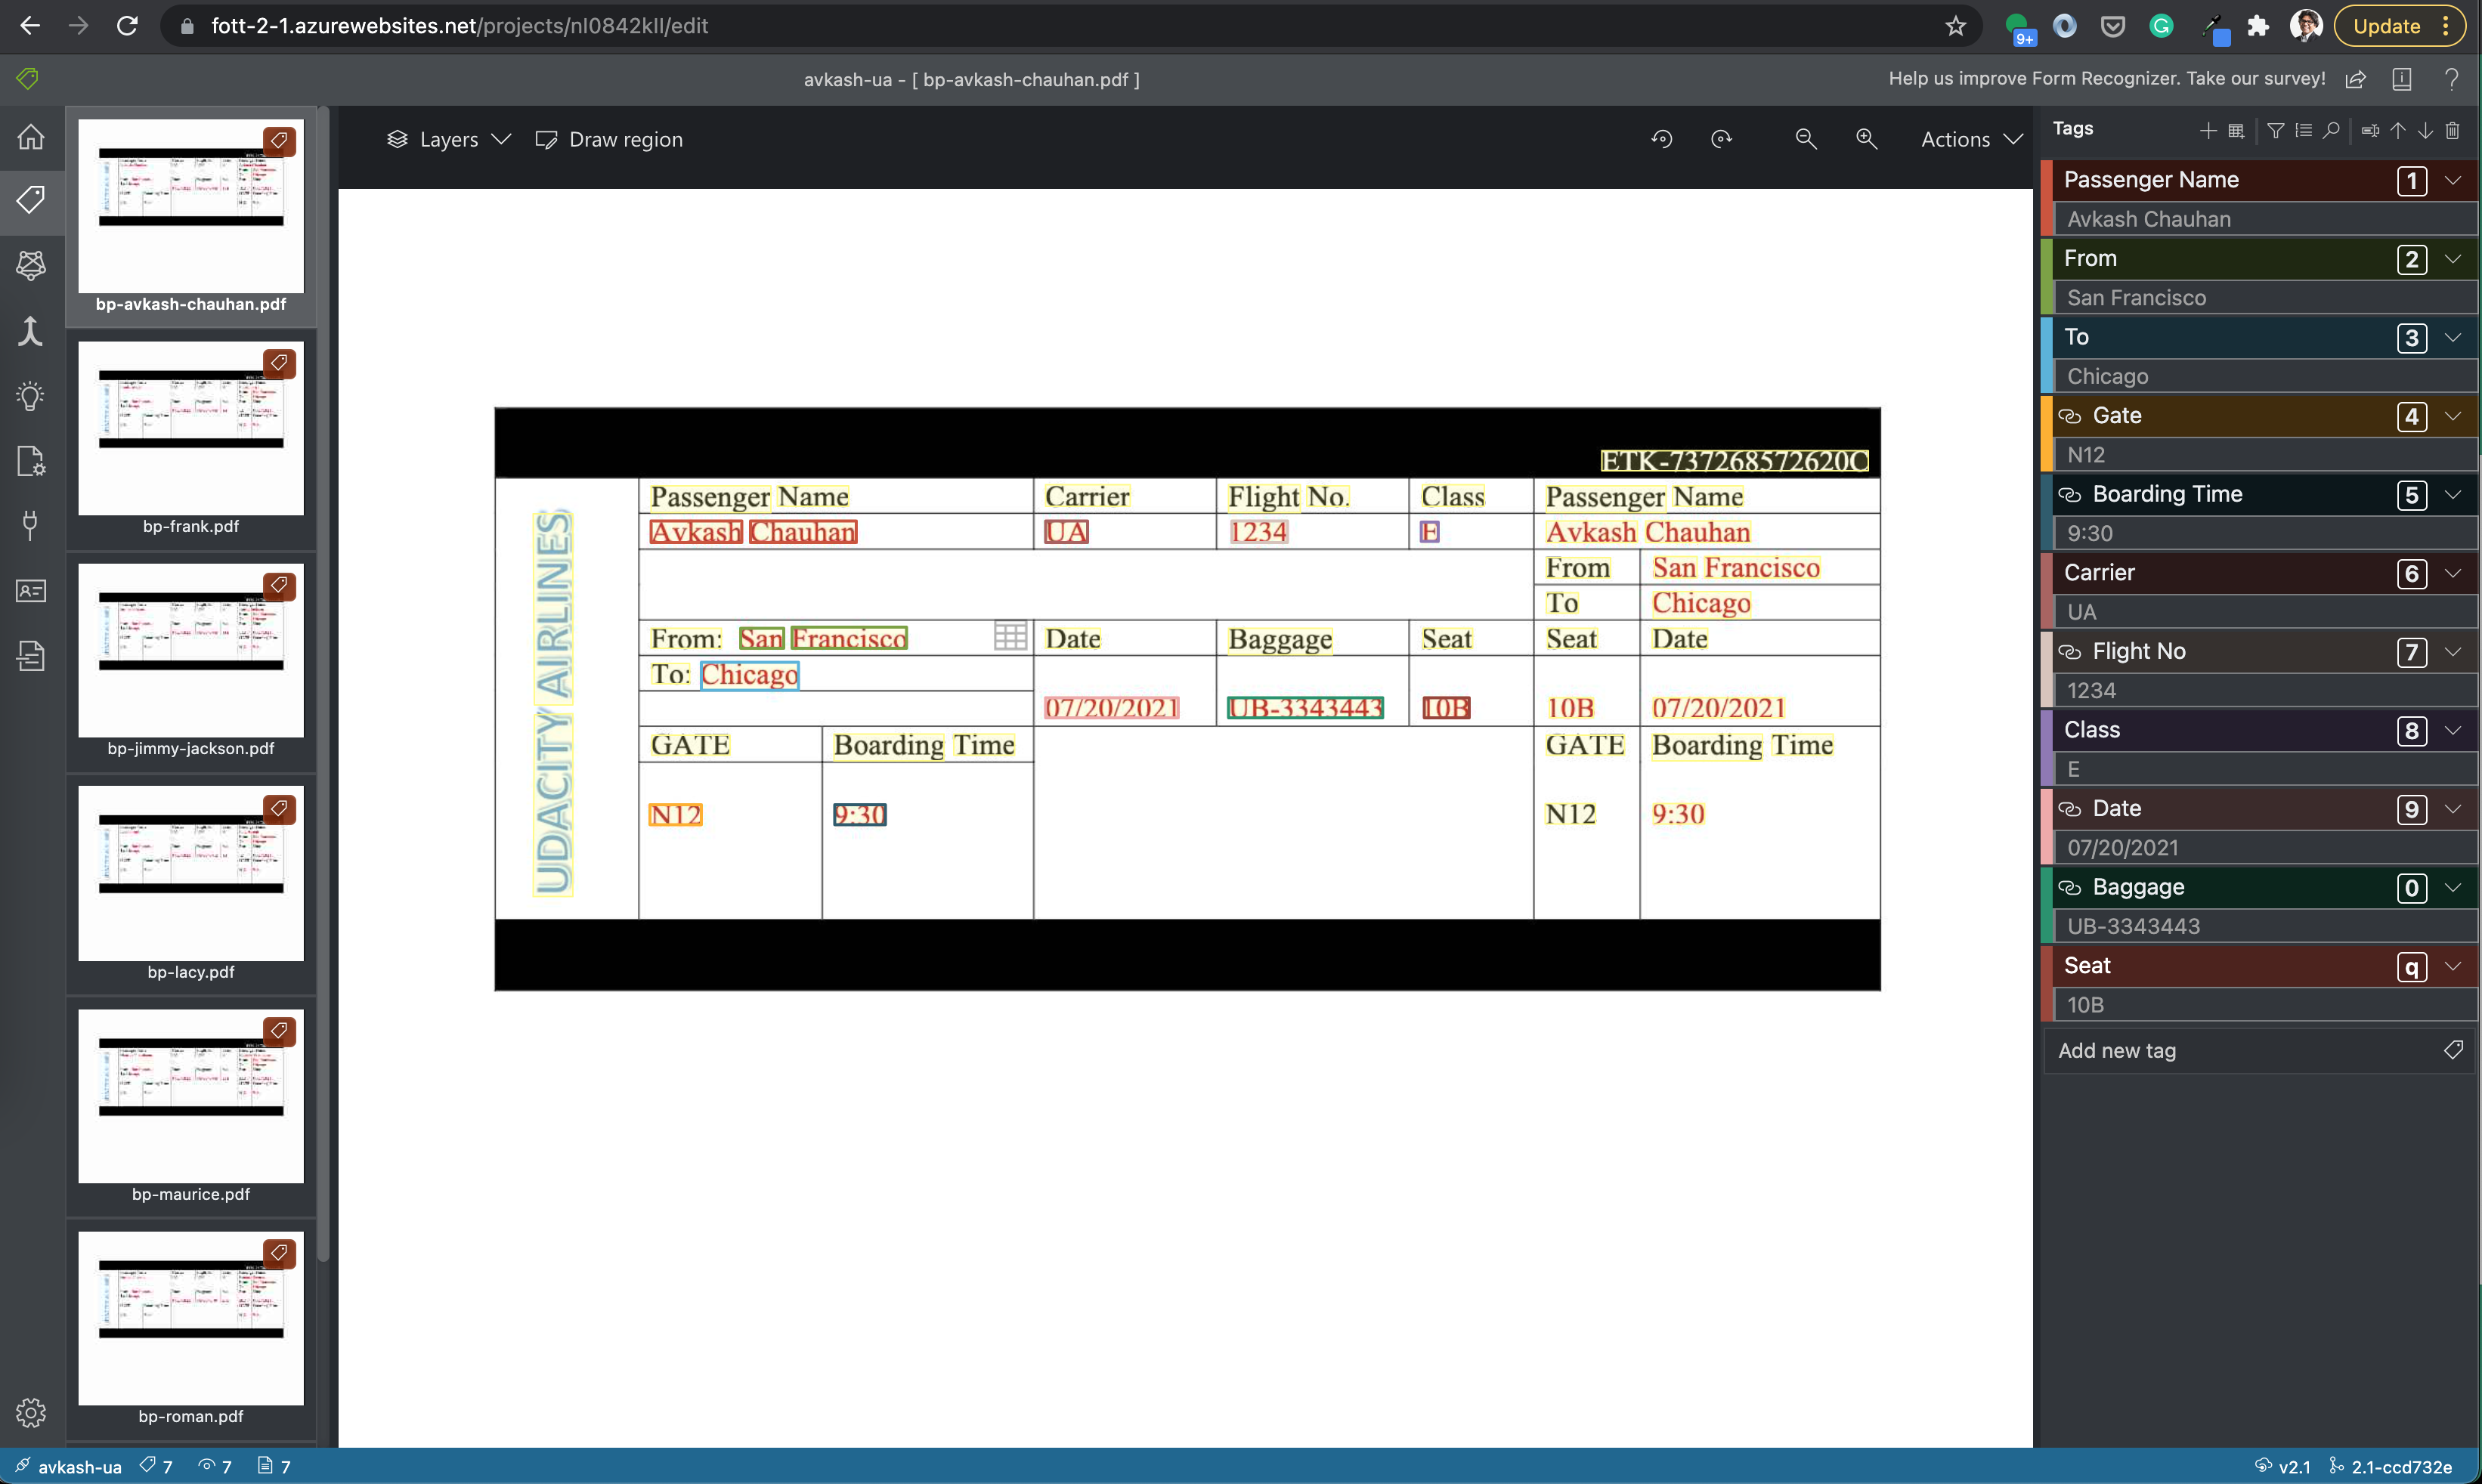 fott-2-1.azurewebsites.net/projects/nl0842kll/edit
9+
G
Update
avkash-ua - [ bp-avkash-chauhan.pdf ]
Help us improve Form Recognizer. Take our survey!
?
Layers
Draw region
Actions
bp-avkash-chauhan.pdf
bp-frank.pdf
bp-jimmy-jackson.pdf
bp-lacy.pdf
bp-maurice.pdf
bp-roman.pdf
ETK-737268572620C
UDACITY AIRLINES
Passenger Name Carrier Flight No. Class Passenger Name
Avkash Chauhan UA 1234 E Avkash Chauhan
From San Francisco
To Chicago
From: San Francisco Date Baggage Seat Seat Date
To: Chicago
07/20/2021 UB-3343443 10B 10B 07/20/2021
GATE Boarding Time GATE Boarding Time
N12 9:30 N12 9:30
Tags
Passenger Name 1
Avkash Chauhan
From 2
San Francisco
To 3
Chicago
Gate 4
N12
Boarding Time 5
9:30
Carrier 6
UA
Flight No 7
1234
Class 8
E
Date 9
07/20/2021
Baggage 0
UB-3343443
Seat q
10B
Add new tag
avkash-ua 7 7 7
v2.1 2.1-ccd732e